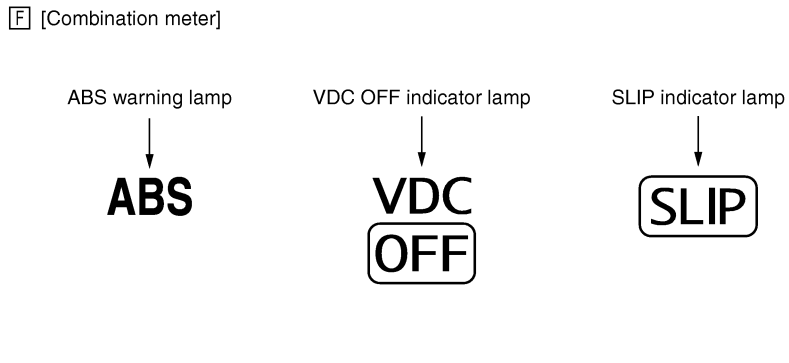 F [Combination meter]
ABS warning lamp
VDC OFF indicator lamp
SLIP indicator lamp
ABS
VDC
OFF
SLIP